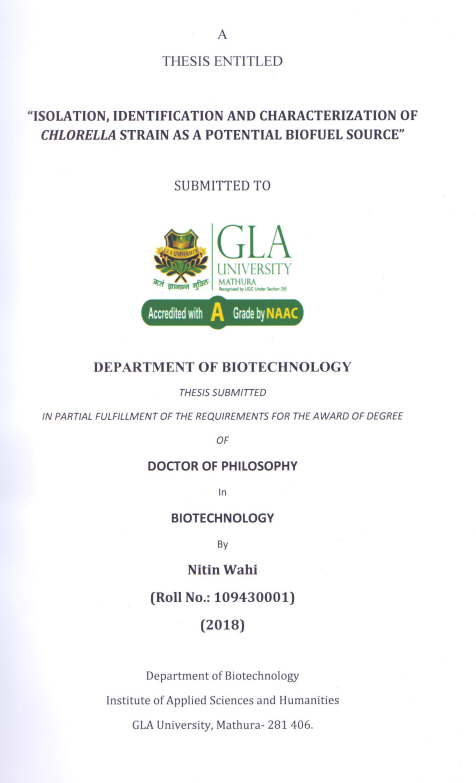 A
THESIS ENTITLED
“ISOLATION, IDENTIFICATION AND CHARACTERIZATION OF
CHLORELLA STRAIN AS A POTENTIAL BIOFUEL SOURCE”
SUBMITTED TO
GLA UNIVERSITY
GLA
UNIVERSITY
MATHURA
Recognised by UGC Under Section 2(f)
ऋते ज्ञानान्न मुक्तिः
Accredited with A Grade by NAAC
DEPARTMENT OF BIOTECHNOLOGY
THESIS SUBMITTED
IN PARTIAL FULFILLMENT OF THE REQUIREMENTS FOR THE AWARD OF DEGREE
OF
DOCTOR OF PHILOSOPHY
In
BIOTECHNOLOGY
By
Nitin Wahi
(Roll No.: 109430001)
(2018)
Department of Biotechnology
Institute of Applied Sciences and Humanities
GLA University, Mathura- 281 406.